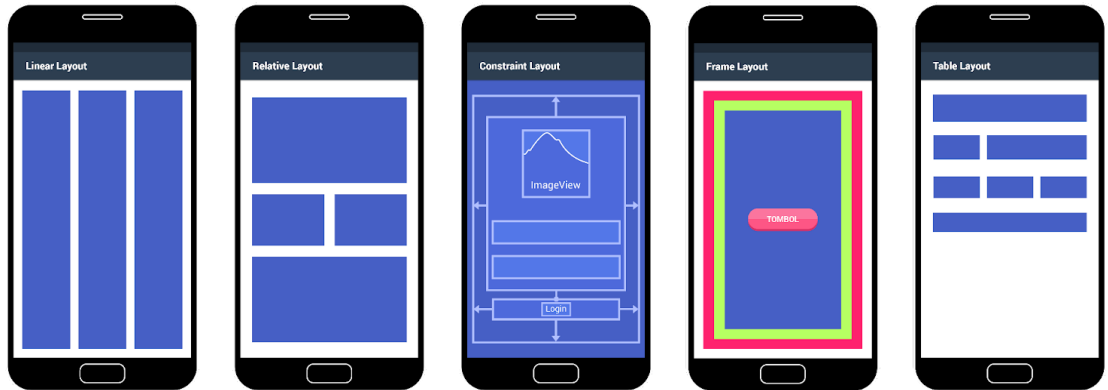 Linear Layout
Relative Layout
Constraint Layout
ImageView
Login
Frame Layout
TOMBOL
Table Layout